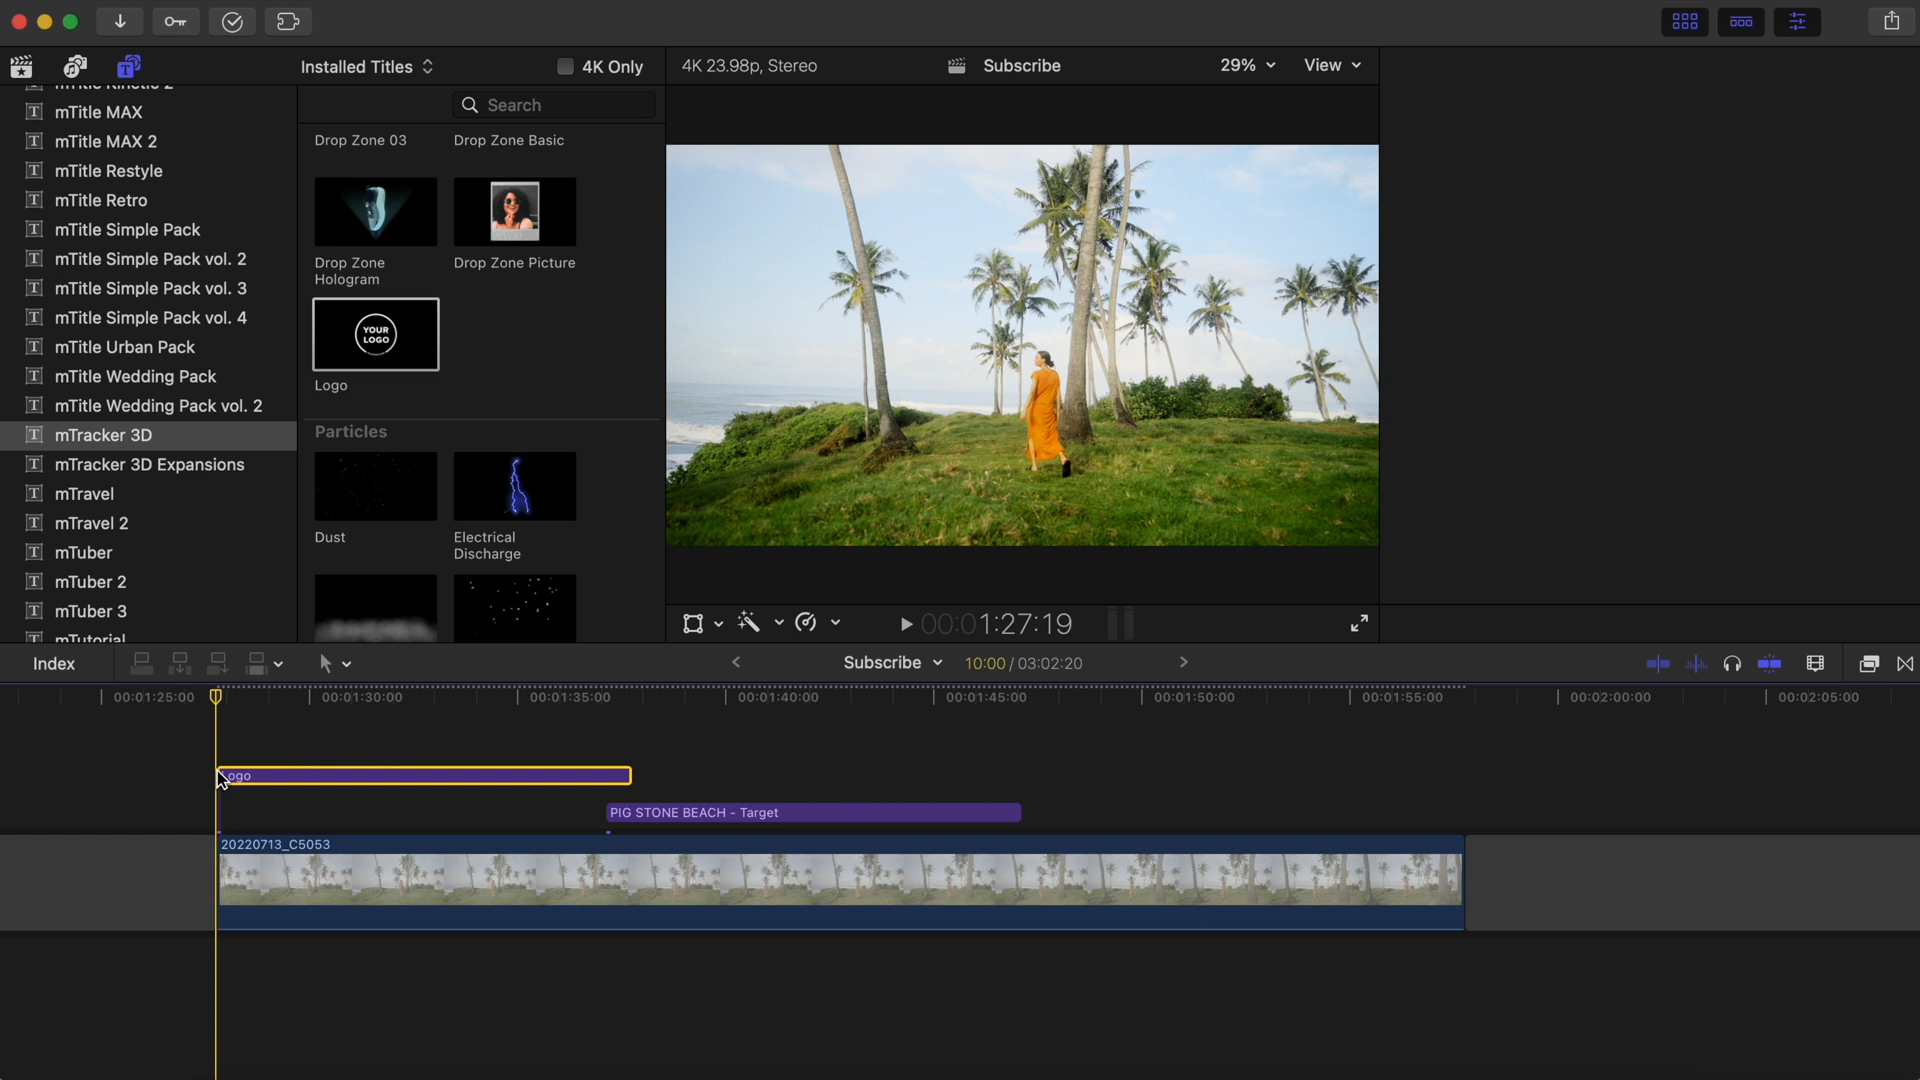 Installed Titles
4K Only
4K 23.98p, Stereo
Subscribe
29%
View
mTitle Kinetic 2
mTitle MAX
mTitle MAX 2
mTitle Restyle
mTitle Retro
mTitle Simple Pack
mTitle Simple Pack vol. 2
mTitle Simple Pack vol. 3
mTitle Simple Pack vol. 4
mTitle Urban Pack
mTitle Wedding Pack
mTitle Wedding Pack vol. 2
mTracker 3D
mTracker 3D Expansions
mTravel
mTravel 2
mTuber
mTuber 2
mTuber 3
mTutorial
Search
Drop Zone 03
Drop Zone Basic
Drop Zone
Hologram
Drop Zone Picture
YOUR
LOGO
Logo
Particles
Dust
Electrical
Discharge
00:01:27:19
Index
Subscribe
10:00 / 03:02:20
00:01:25:00
00:01:30:00
00:01:35:00
00:01:40:00
00:01:45:00
00:01:50:00
00:01:55:00
00:02:00:00
00:02:05:00
Logo
PIG STONE BEACH - Target
20220713_C5053